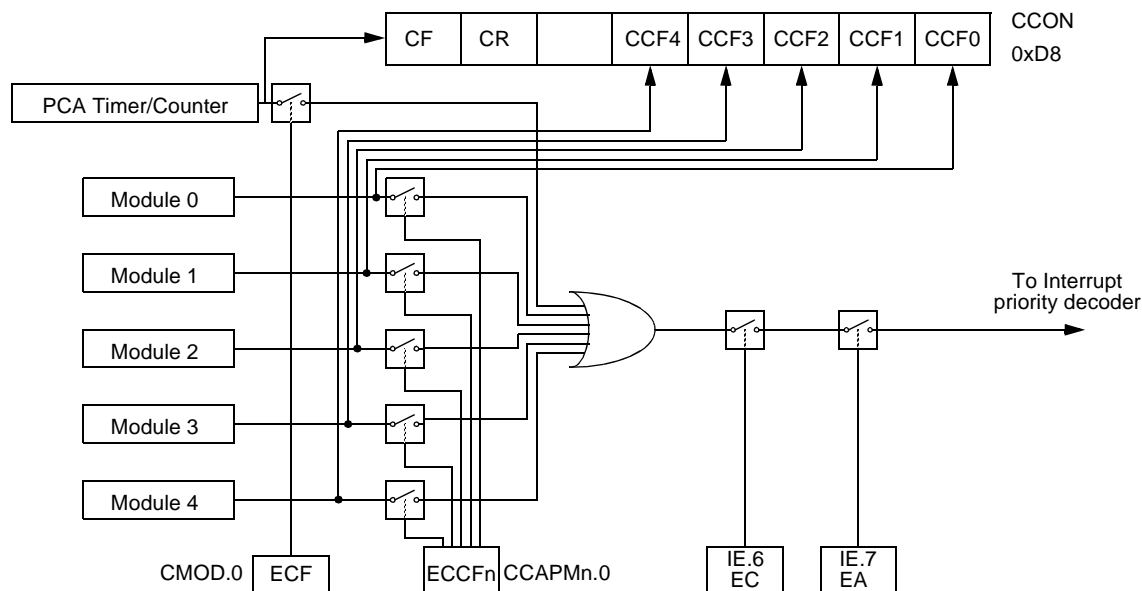 CF CR CCF4 CCF3 CCF2 CCF1 CCF0 CCON
0xD8
PCA Timer/Counter
Module 0
Module 1
Module 2
Module 3
Module 4
To Interrupt
priority decoder
CMOD.0 ECF
ECCFn CCAPMn.0
IE.6
EC
IE.7
EA